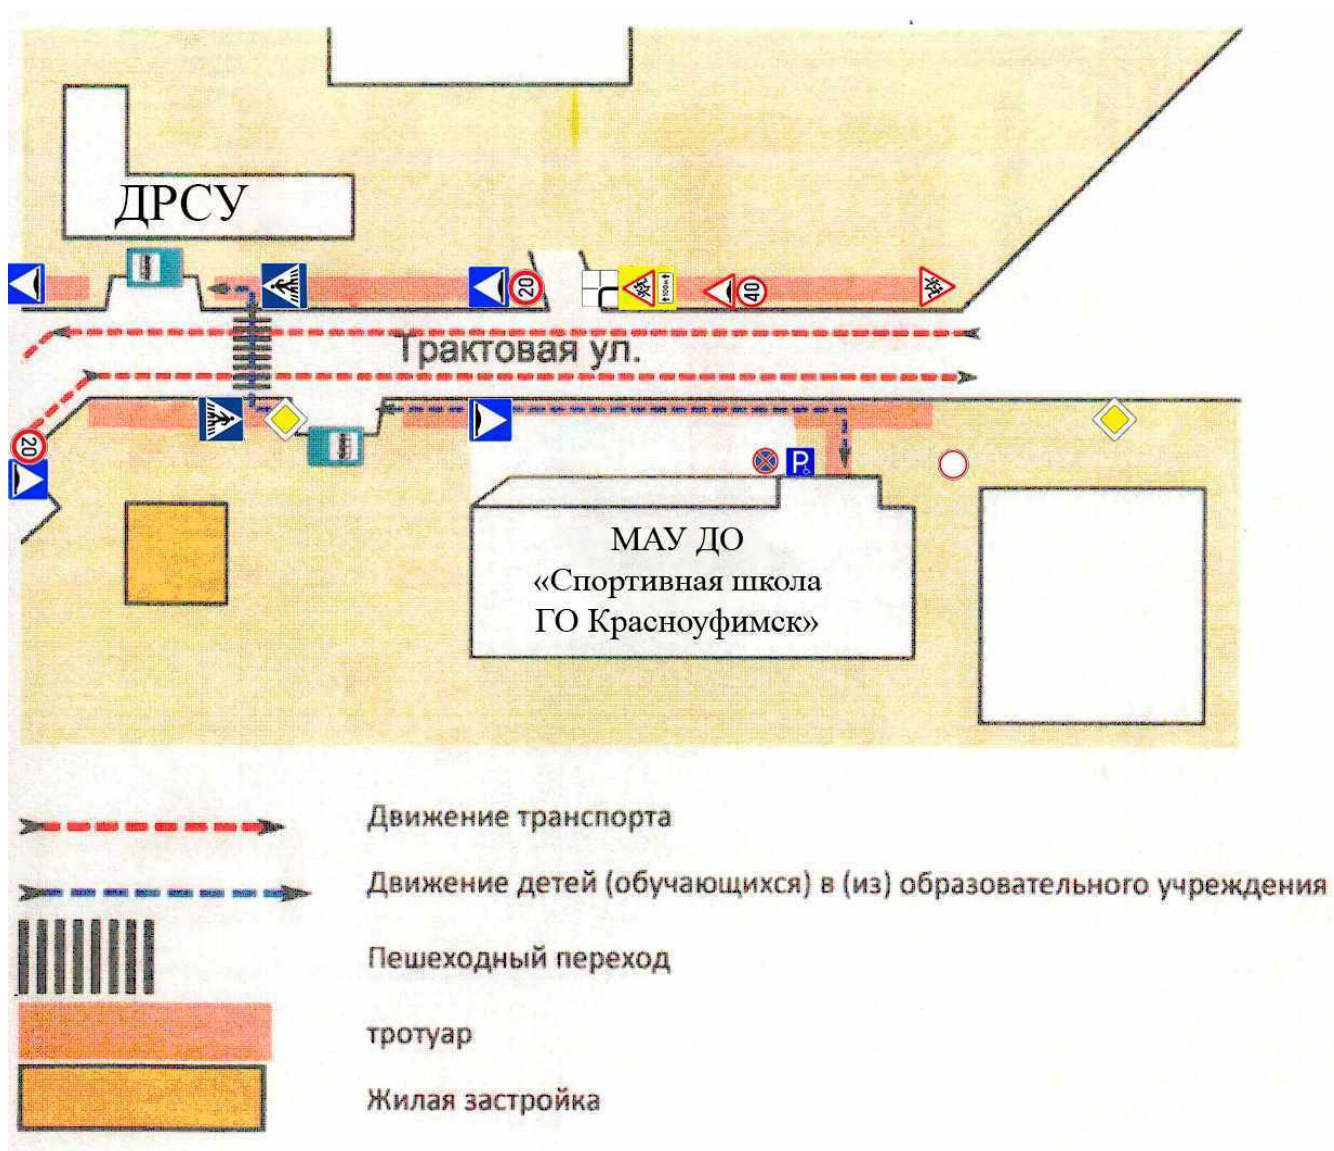 ДРСУ
20
100м
40
Трактовая ул.
20
P
МАУ ДО
«Спортивная школа
ГО Красноуфимск»
Движение транспорта
Движение детей (обучающихся) в (из) образовательного учреждения
Пешеходный переход
тротуар
Жилая застройка